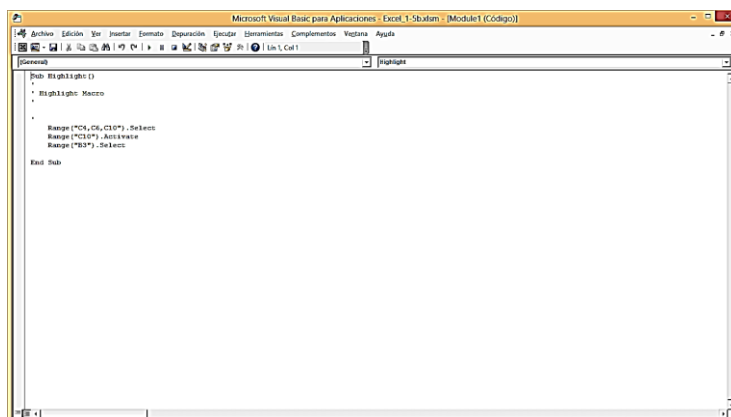 Microsoft Visual Basic para Aplicaciones - Excel_1-5b.xlsm - [Module1 (Código)]
Archivo Edición Ver Insertar Formato Depuración Ejecutar Herramientas Complementos Ventana Ayuda
Lín 1, Col 1
(General) Highlight
Sub Highlight()
'
' Highlight Macro
'
'
Range("C4,C6,C10").Select
Range("C10").Activate
Range("B3").Select
End Sub